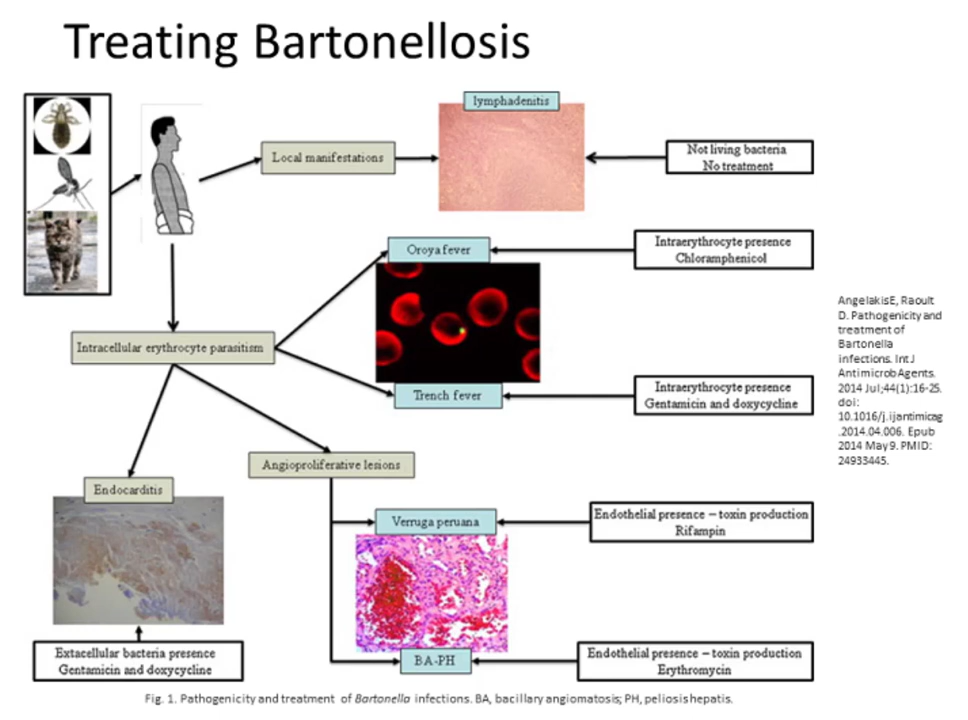 Treating Bartonellosis
lymphadenitis
Local manifestations
Not living bacteria
No treatment
Oroya fever
Intraerythrocyte presence
Chloramphenicol
Intracellular erythrocyte parasitism
Trench fever
Intraerythrocyte presence
Gentamicin and doxycycline
Angelakis E, Raoult
D. Pathogenicity and
treatment of
Bartonella
infections. Int J
Antimicrob Agents.
2014 Jul;44(1):16-25.
doi:
10.1016/j.ijantimicag
.2014.04.006. Epub
2014 May 9. PMID:
24933445.
Angioproliferative lesions
Endocarditis
Verruga peruana
Endothelial presence – toxin production
Rifampin
Extacellular bacteria presence
Gentamicin and doxycycline
BA-PH
Endothelial presence – toxin production
Erythromycin
Fig. 1. Pathogenicity and treatment of Bartonella infections. BA, bacillary angiomatosis; PH, peliosis hepatis.